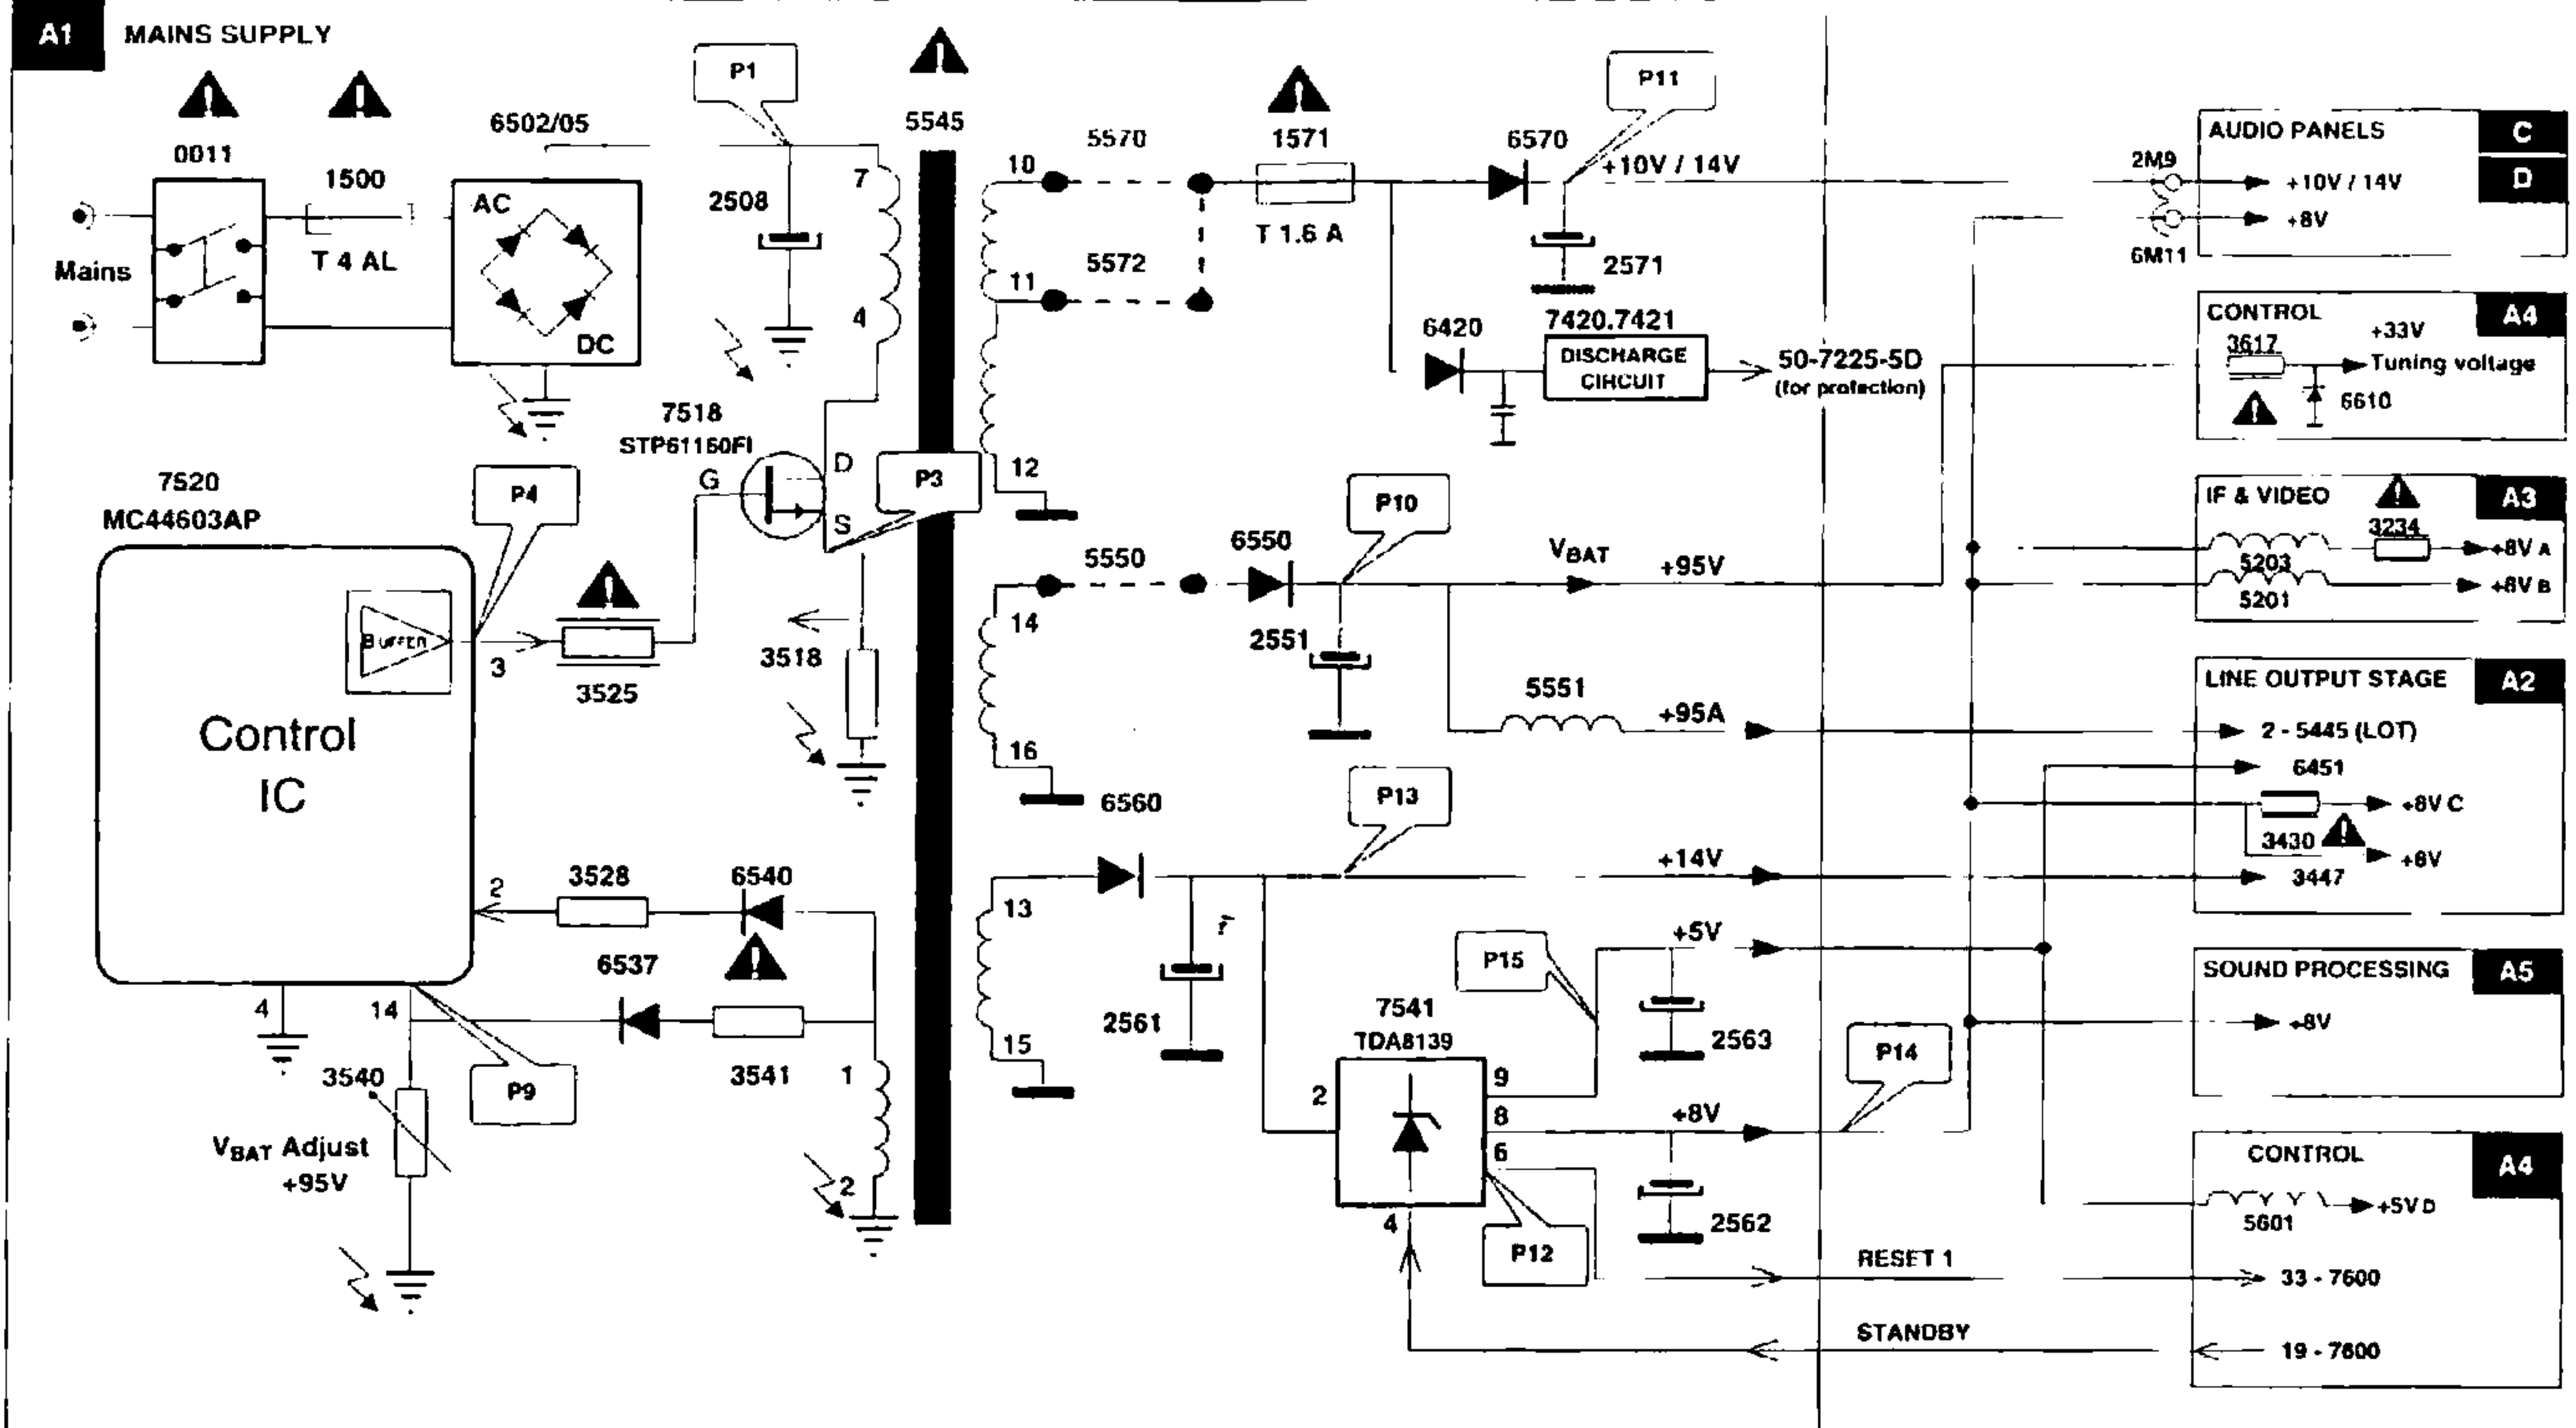 A1 MAINS SUPPLY
0011
1500
T 4 AL
Mains
6502/05
AC
DC
P1
2508
7
4
5545
10
5570
1571
T 1.6 A
6570
P11
+10V / 14V
2571
11
5572
6420
7420.7421
DISCHARGE
CIRCUIT
50-7225-5D
(for protection)
12
7518
STP61160FI
G
D
S
P3
7520
MC44603AP
P4
BUFFER
3
3525
3518
Control
IC
2
3528
6540
6537
4
14
3541
1
2
3540
P9
VBAT Adjust
+95V
5550
6550
P10
VBAT
+95V
14
16
2551
5551
+95A
6560
P13
+14V
13
15
2561
P15
+5V
2563
7541
TDA8139
2
9
8
6
4
+8V
P14
2562
P12
RESET 1
STANDBY
AUDIO PANELS
C
D
2M9
+10V / 14V
+8V
6M11
CONTROL
A4
3617
+33V
Tuning voltage
6610
IF & VIDEO
A3
3234
+8V A
5203
+8V B
5201
LINE OUTPUT STAGE
A2
2 - 5445 (LOT)
6451
+8V C
3430
+8V
3447
SOUND PROCESSING
A5
+8V
CONTROL
A4
+5V D
5601
33 - 7600
19 - 7600